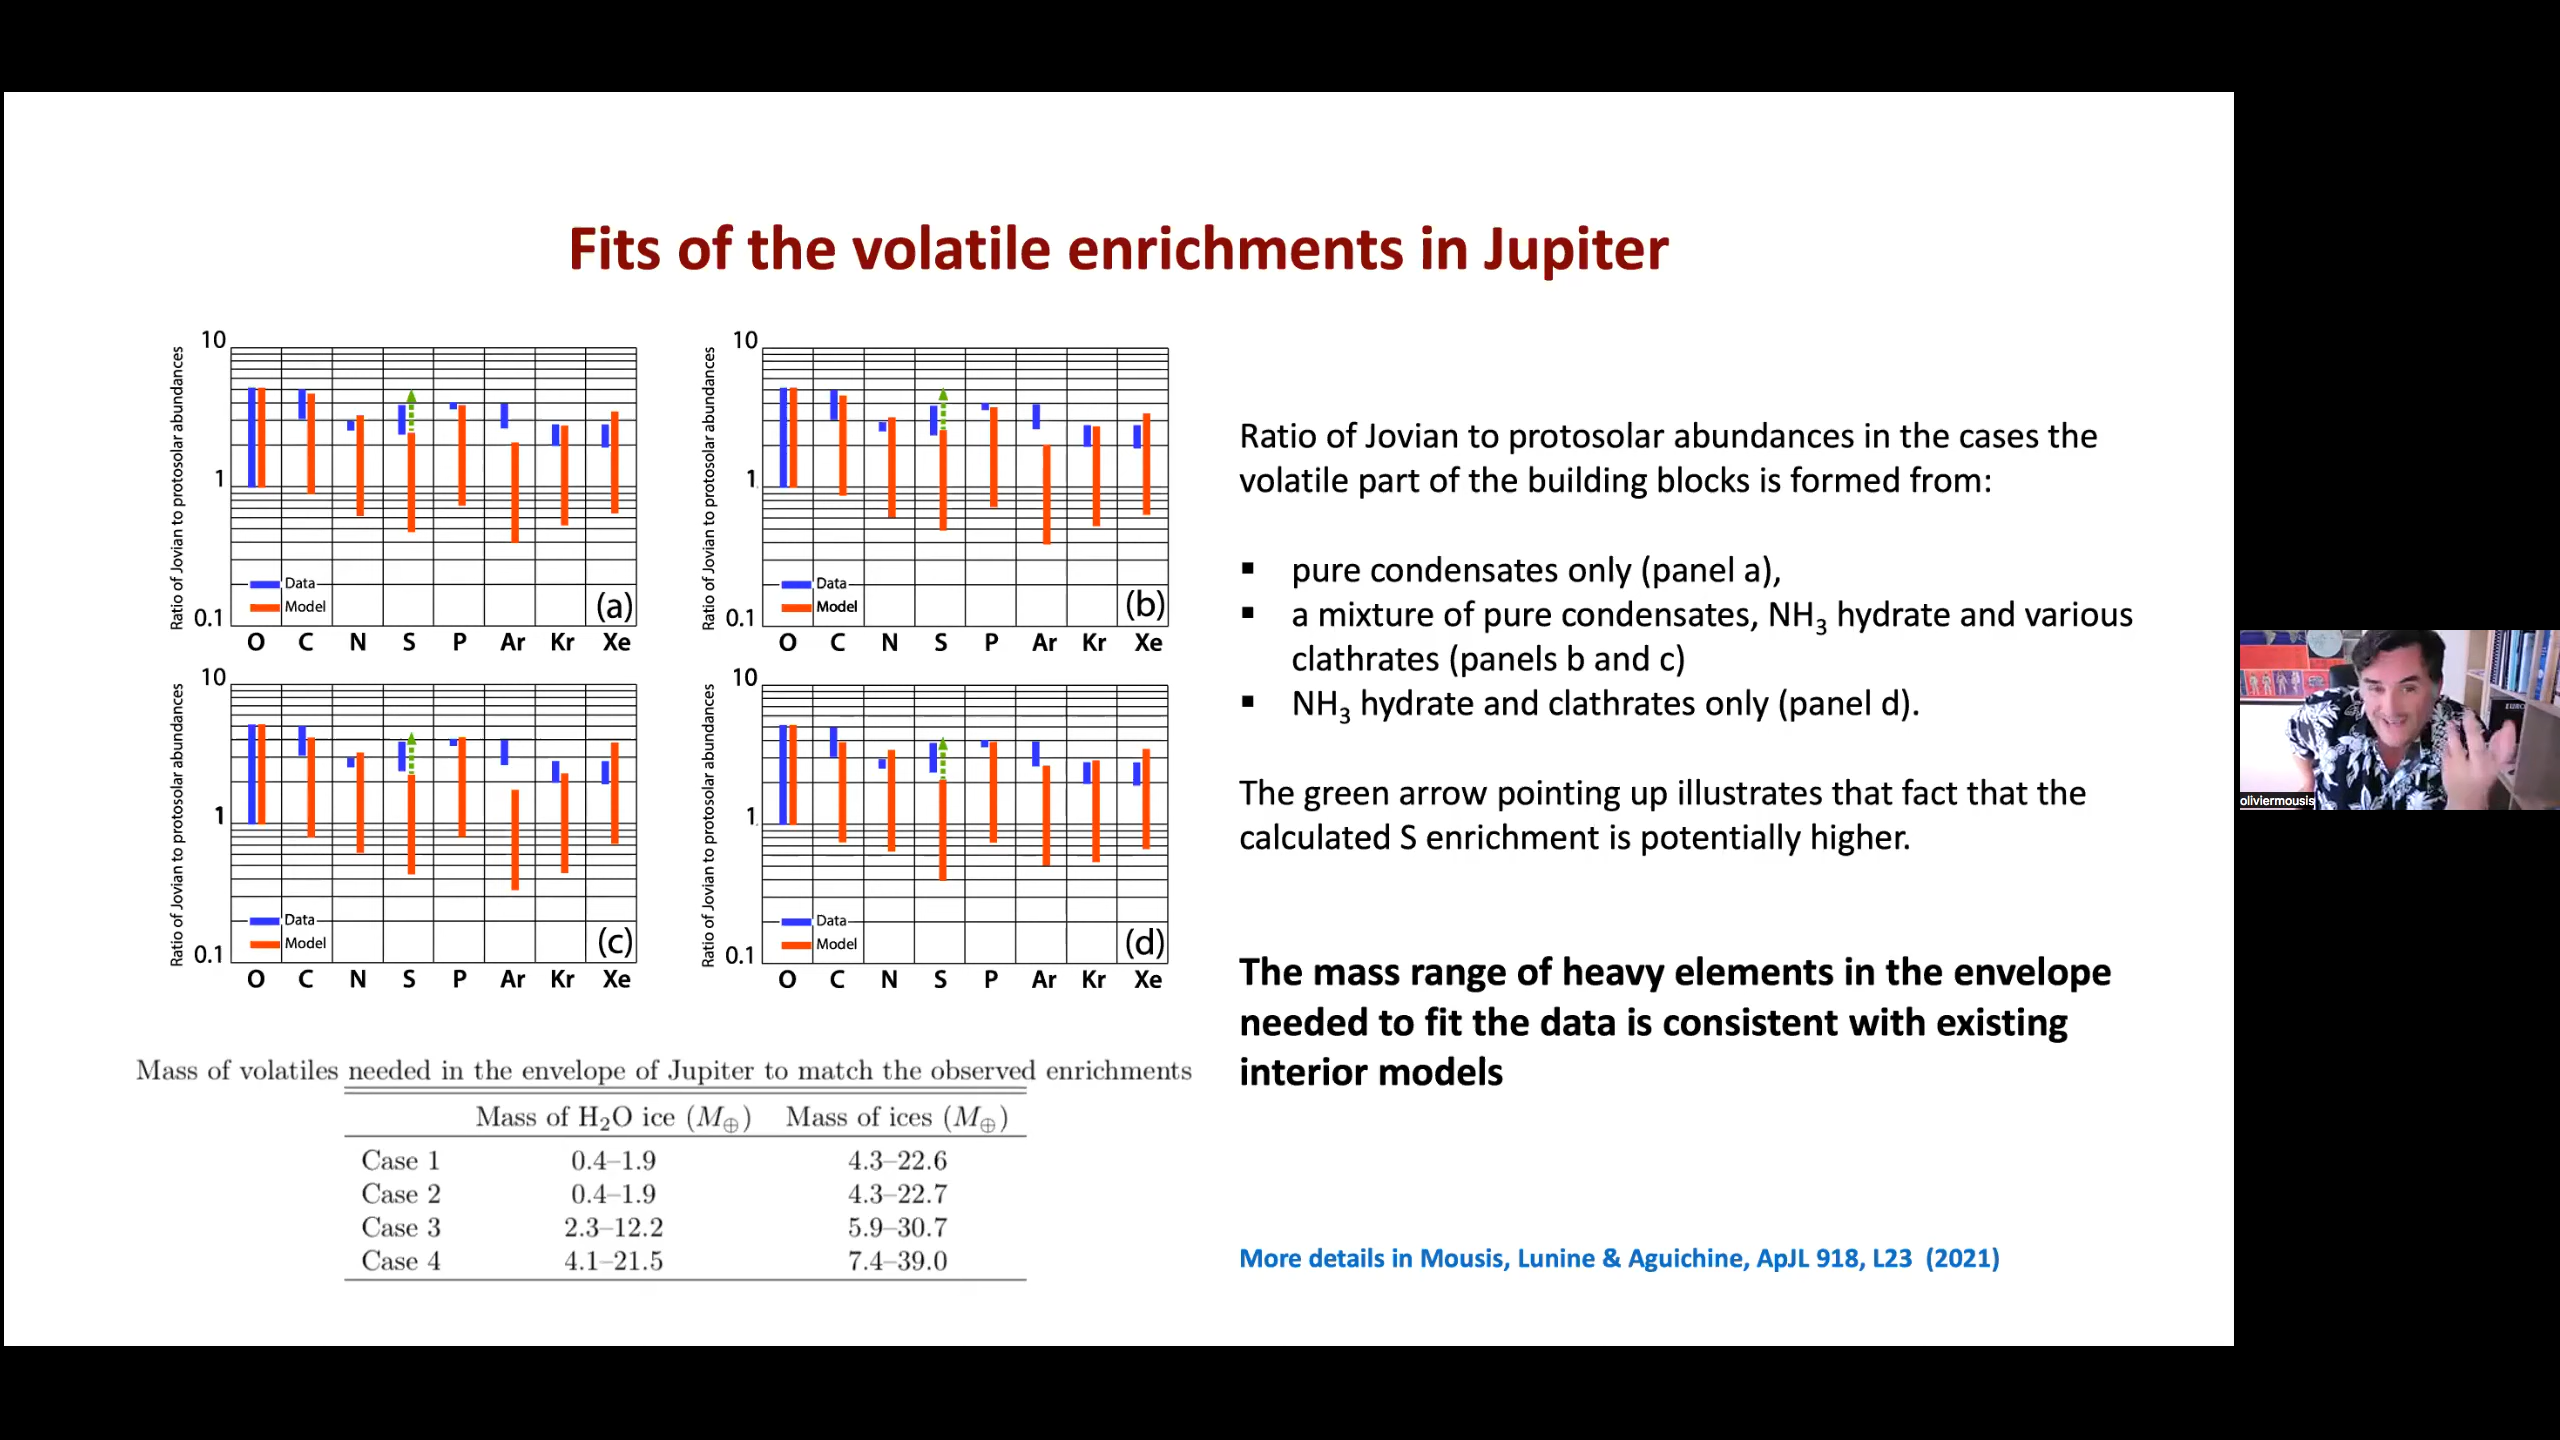 Fits of the volatile enrichments in Jupiter
Ratio of Jovian to protosolar abundances
10
1
0.1
Data
Model
(a)
O C N S P Ar Kr Xe
Ratio of Jovian to protosolar abundances
10
1
0.1
Data
Model
(b)
O C N S P Ar Kr Xe
Ratio of Jovian to protosolar abundances
10
1
0.1
Data
Model
(c)
O C N S P Ar Kr Xe
Ratio of Jovian to protosolar abundances
10
1
0.1
Data
Model
(d)
O C N S P Ar Kr Xe
Mass of volatiles needed in the envelope of Jupiter to match the observed enrichments
Mass of H₂O ice (M⊕) Mass of ices (M⊕)
Case 1 0.4–1.9 4.3–22.6
Case 2 0.4–1.9 4.3–22.7
Case 3 2.3–12.2 5.9–30.7
Case 4 4.1–21.5 7.4–39.0
Ratio of Jovian to protosolar abundances in the cases the
volatile part of the building blocks is formed from:
▪ pure condensates only (panel a),
▪ a mixture of pure condensates, NH₃ hydrate and various
clathrates (panels b and c)
▪ NH₃ hydrate and clathrates only (panel d).
The green arrow pointing up illustrates that fact that the
calculated S enrichment is potentially higher.
The mass range of heavy elements in the envelope
needed to fit the data is consistent with existing
interior models
More details in Mousis, Lunine & Aguichine, ApJL 918, L23 (2021)
oliviermousis